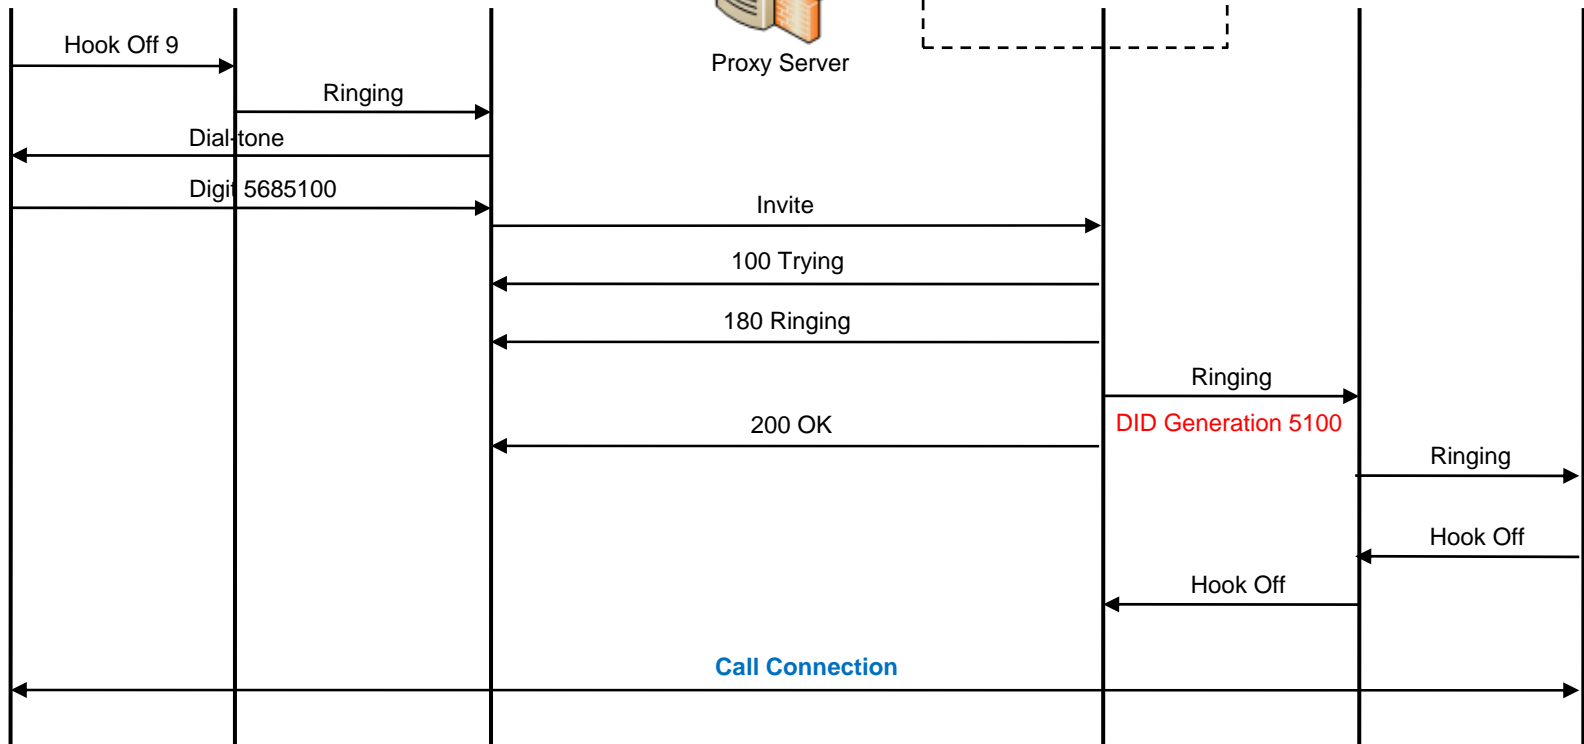 Hook Off 9
Proxy Server
Ringing
Dial-tone
Digit 5685100
Invite
100 Trying
180 Ringing
Ringing
DID Generation 5100
200 OK
Ringing
Hook Off
Hook Off
Call Connection